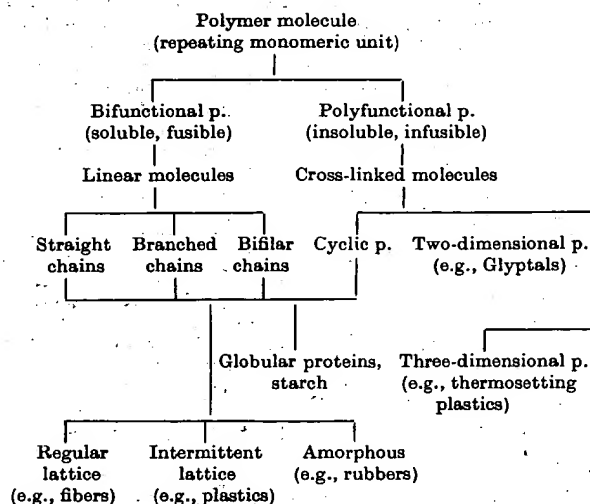 Polymer molecule
(repeating monomeric unit)
Bifunctional p.
(soluble, fusible)
Polyfunctional p.
(insoluble, infusible)
Linear molecules
Cross-linked molecules
Straight
chains
Branched
chains
Bifilar
chains
Cyclic p.
Two-dimensional p.
(e.g., Glyptals)
Globular proteins,
starch
Three-dimensional p.
(e.g., thermosetting
plastics)
Regular
lattice
(e.g., fibers)
Intermittent
lattice
(e.g., plastics)
Amorphous
(e.g., rubbers)